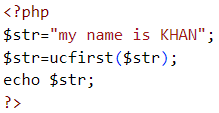 <?php
$str="my name is KHAN";
$str=ucfirst($str);
echo $str;
?>